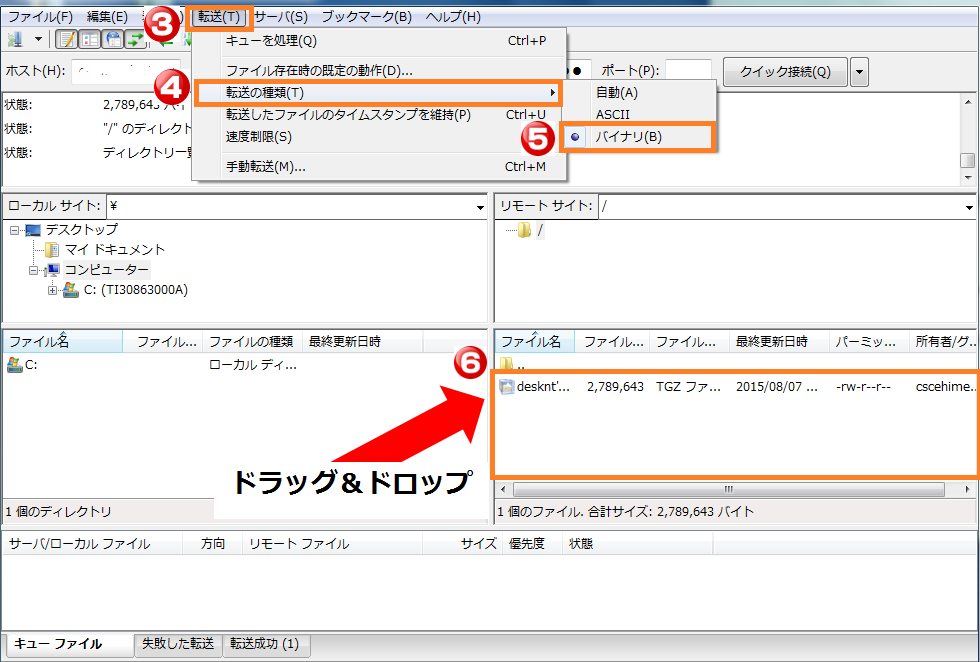 ファイル(F) 編集(E) 転送(T) サーバ(S) ブックマーク(B) ヘルプ(H)
3
キューを処理(Q) Ctrl+P
ファイル存在時の既定の動作(D)...
ホスト(H): ポート(P): クイック接続(Q)
4
転送の種類(T) 自動(A)
転送したファイルのタイムスタンプを維持(P) Ctrl+U ASCII
5
速度制限(S) バイナリ(B)
手動転送(M)... Ctrl+M
状態: 2,789,643 バイ
状態: "/" のディレクト
状態: ディレクトリ一覧
ローカル サイト: ¥
リモート サイト: /
デスクトップ
マイ ドキュメント
コンピューター
C: (TI30863000A)
/
ファイル名 ファイル... ファイルの種類 最終更新日時
C: ローカル ディ...
6
ファイル名 ファイル... ファイル... 最終更新日時 パーミッ... 所有者/グ...
..
desknt'... 2,789,643 TGZ ファ... 2015/08/07 ... -rw-r--r-- cscehime...
ドラッグ＆ドロップ
1 個のディレクトリ
1 個のファイル. 合計サイズ: 2,789,643 バイト
サーバ/ローカル ファイル 方向 リモート ファイル サイズ 優先度 状態
キュー ファイル 失敗した転送 転送成功 (1)